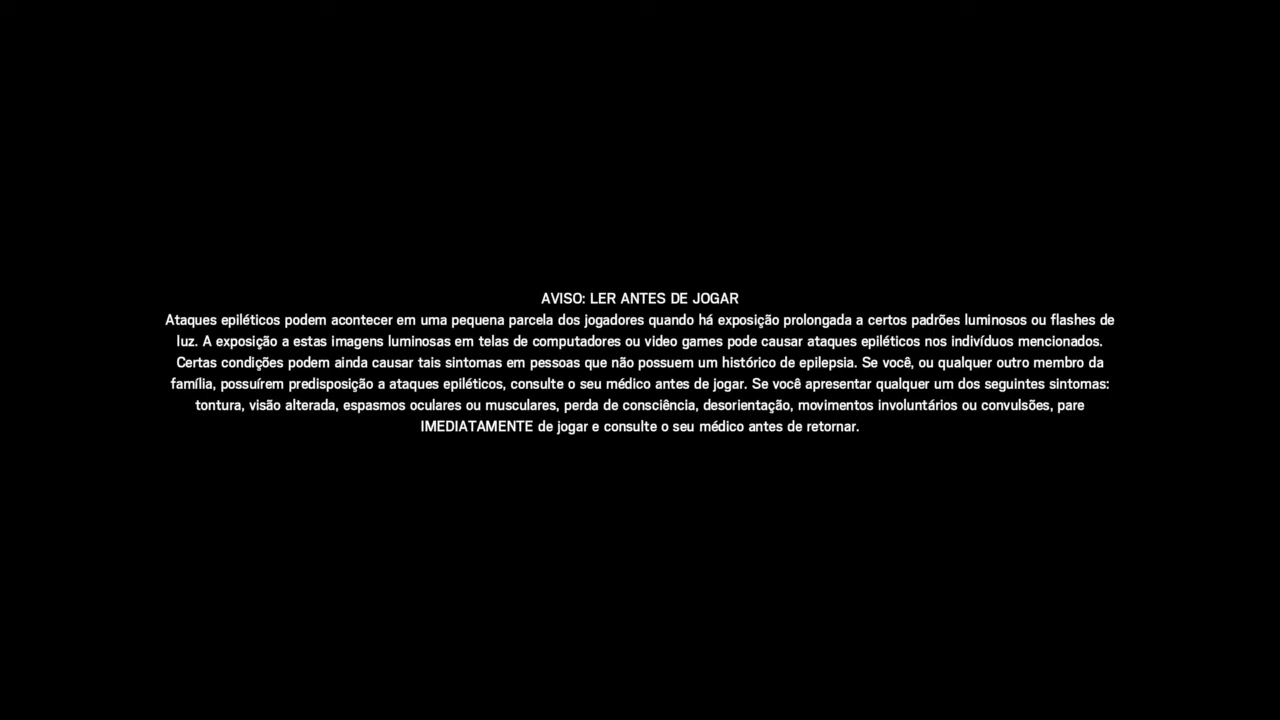 AVISO: LER ANTES DE JOGAR
Ataques epiléticos podem acontecer em uma pequena parcela dos jogadores quando há exposição prolongada a certos padrões luminosos ou flashes de
luz. A exposição a estas imagens luminosas em telas de computadores ou video games pode causar ataques epiléticos nos indivíduos mencionados.
Certas condições podem ainda causar tais sintomas em pessoas que não possuem um histórico de epilepsia. Se você, ou qualquer outro membro da
família, possuírem predisposição a ataques epiléticos, consulte o seu médico antes de jogar. Se você apresentar qualquer um dos seguintes sintomas:
tontura, visão alterada, espasmos oculares ou musculares, perda de consciência, desorientação, movimentos involuntários ou convulsões, pare
IMEDIATAMENTE de jogar e consulte o seu médico antes de retornar.